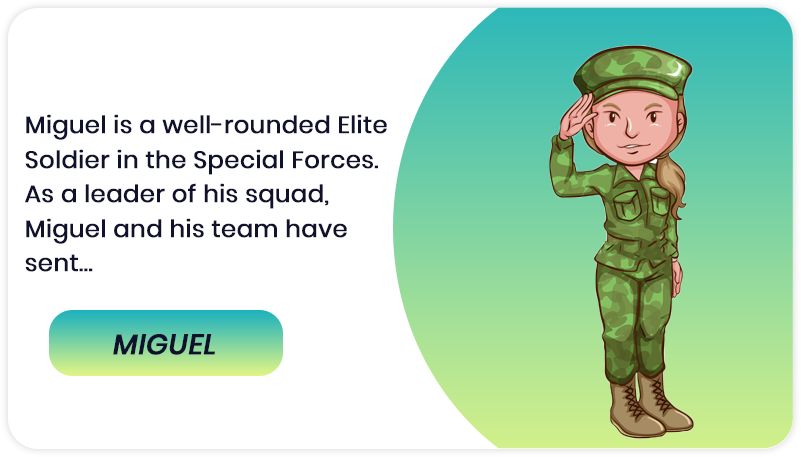 Miguel is a well-rounded Elite
Soldier in the Special Forces.
As a leader of his squad,
Miguel and his team have
sent...
MIGUEL